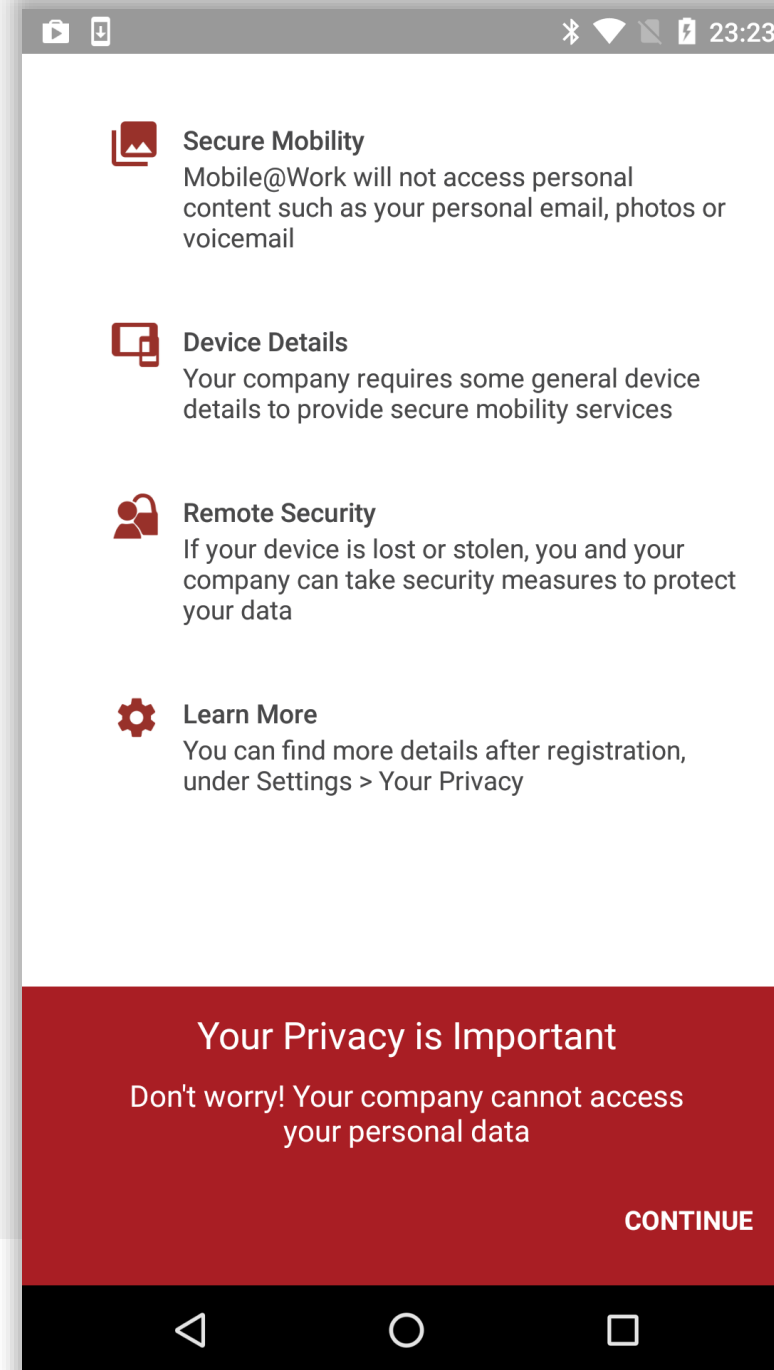 23:23
Secure Mobility
Mobile@Work will not access personal
content such as your personal email, photos or
voicemail
Device Details
Your company requires some general device
details to provide secure mobility services
Remote Security
If your device is lost or stolen, you and your
company can take security measures to protect
your data
Learn More
You can find more details after registration,
under Settings > Your Privacy
Your Privacy is Important
Don't worry! Your company cannot access
your personal data
CONTINUE